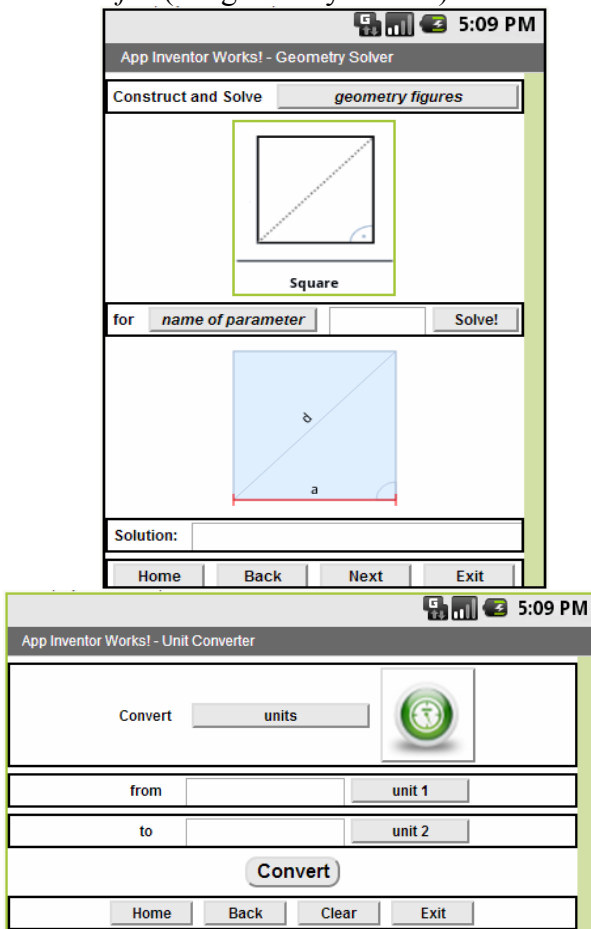 5:09 PM
App Inventor Works! - Geometry Solver
Construct and Solve geometry figures
Square
for name of parameter Solve!
d
a
Solution:
Home Back Next Exit
5:09 PM
App Inventor Works! - Unit Converter
Convert units
from unit 1
to unit 2
Convert
Home Back Clear Exit